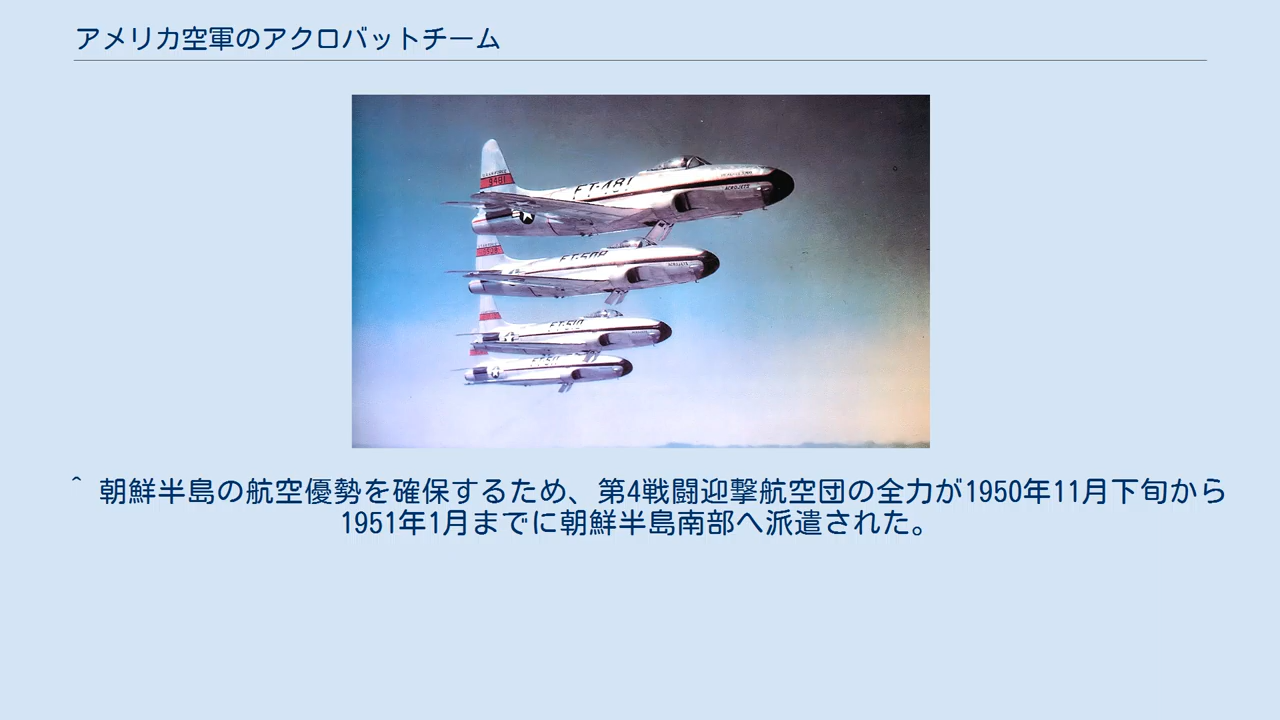 アメリカ空軍のアクロバットチーム
FT-481
ACROJETS
^ 朝鮮半島の航空優勢を確保するため、第4戦闘迎撃航空団の全力が1950年11月下旬から
1951年1月までに朝鮮半島南部へ派遣された。